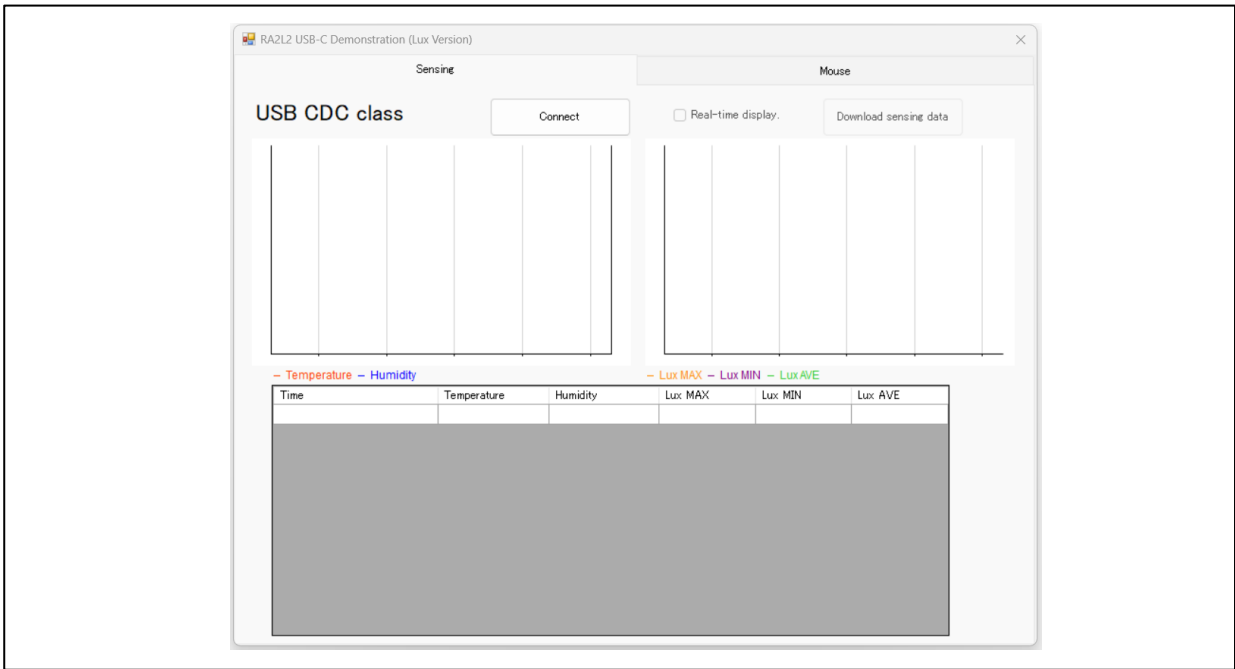 RA2L2 USB-C Demonstration (Lux Version)
Sensing Mouse
USB CDC class Connect Real-time display. Download sensing data
Temperature Humidity Lux MAX Lux MIN Lux AVE
Time Temperature Humidity Lux MAX Lux MIN Lux AVE